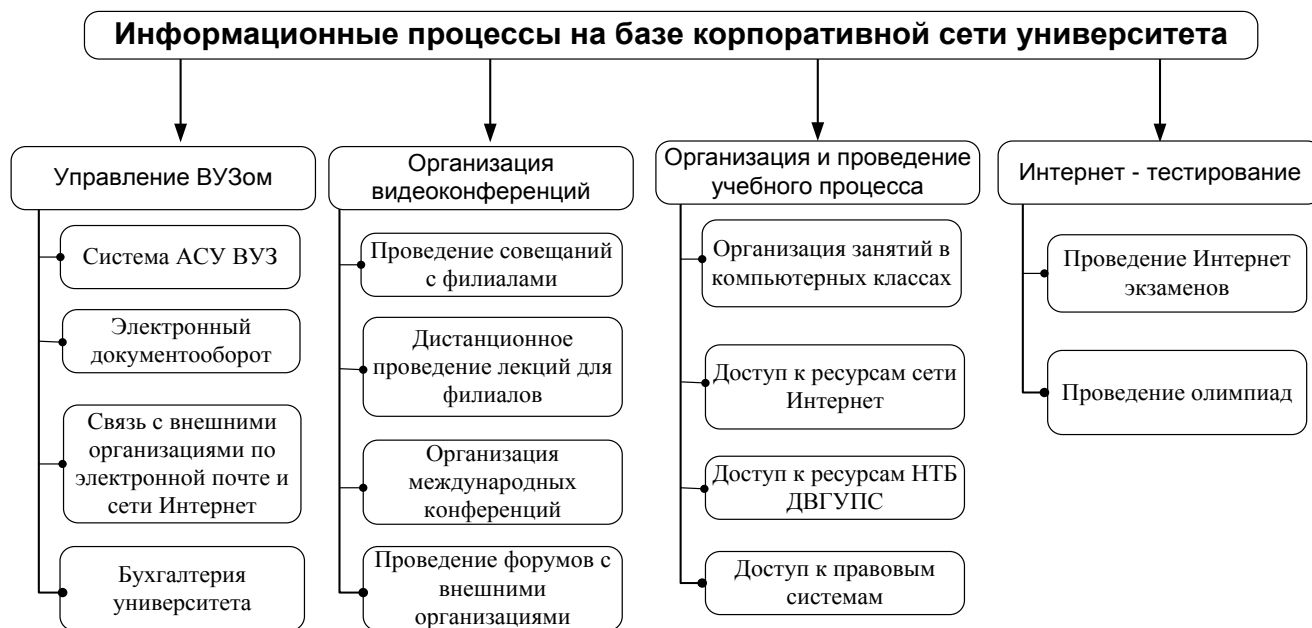 Информационные процессы на базе корпоративной сети университета
Управление ВУЗом
Система АСУ ВУЗ
Электронный
документооборот
Связь с внешними
организациями по
электронной почте и
сети Интернет
Бухгалтерия
университета
Организация
видеоконференций
Проведение совещаний
с филиалами
Дистанционное
проведение лекций для
филиалов
Организация
международных
конференций
Проведение форумов с
внешними
организациями
Организация и проведение
учебного процесса
Организация занятий в
компьютерных классах
Доступ к ресурсам сети
Интернет
Доступ к ресурсам НТБ
ДВГУПС
Доступ к правовым
системам
Интернет - тестирование
Проведение Интернет
экзаменов
Проведение олимпиад